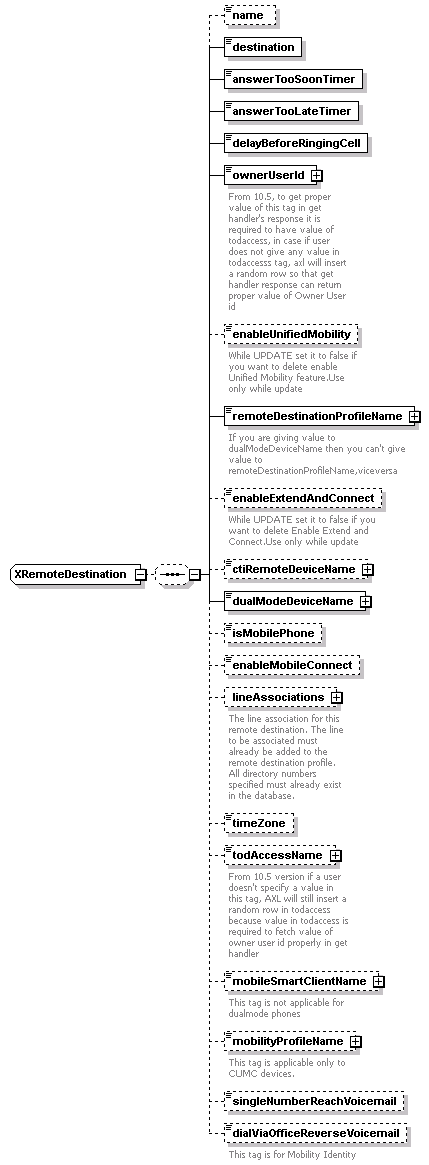 name
destination
answerTooSoonTimer
answerTooLateTimer
delayBeforeRingingCell
ownerUserId
From 10.5, to get proper
value of this tag in get
handler's response it is
required to have value of
todaccess, in case if user
does not give any value in
todaccesss tag, axl will insert
a random row so that get
handler response can return
proper value of Owner User
id
enableUnifiedMobility
While UPDATE set it to false if
you want to delete enable
Unified Mobility feature.Use
only while update
remoteDestinationProfileName
If you are giving value to
dualModeDeviceName then you can't give
value to
remoteDestinationProfileName,viceversa
enableExtendAndConnect
While UPDATE set it to false if you
want to delete Enable Extend and
Connect.Use only while update
XRemoteDestination
ctiRemoteDeviceName
dualModeDeviceName
isMobilePhone
enableMobileConnect
lineAssociations
The line association for this
remote destination. The line
to be associated must
already be added to the
remote destination profile.
All directory numbers
specified must already exist
in the database.
timeZone
todAccessName
From 10.5 version if a user
doesn't specify a value in
this tag, AXL will still insert a
random row in todaccess
because value in todaccess is
required to fetch value of
owner user id properly in get
handler
mobileSmartClientName
This tag is not applicable for
dualmode phones
mobilityProfileName
This tag is applicable only to
CUMC devices.
singleNumberReachVoicemail
dialViaOfficeReverseVoicemail
This tag is for Mobility Identity